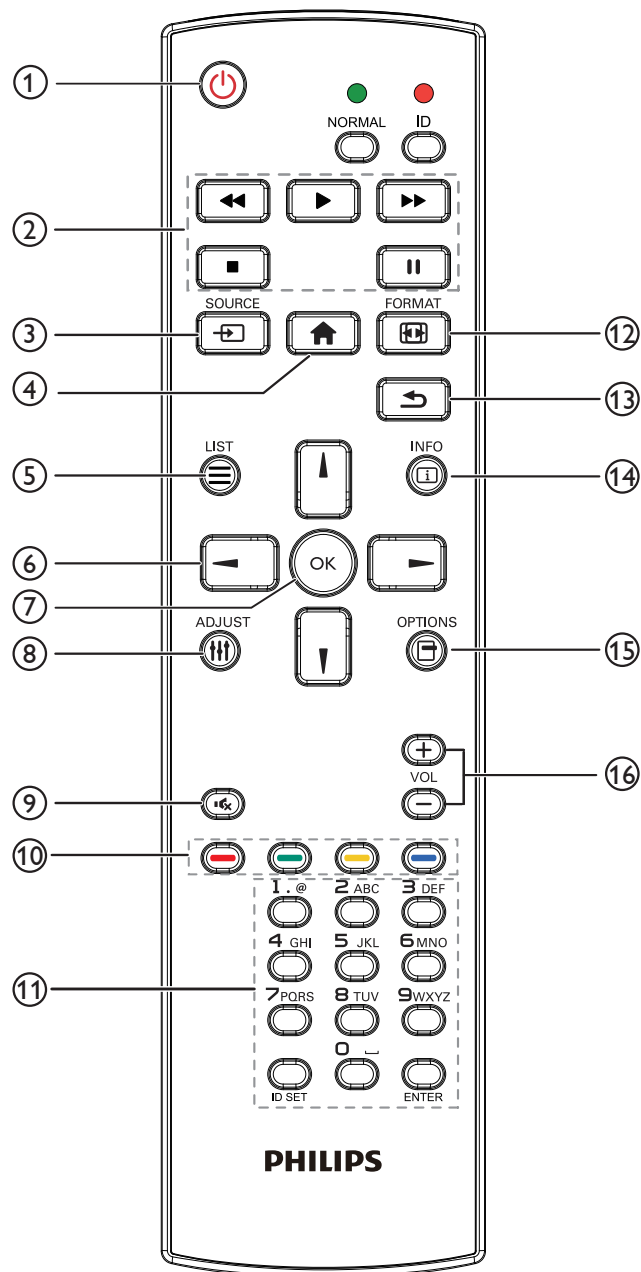 ①
NORMAL ID
②
SOURCE FORMAT
③ ⑫
④
⑬
LIST INFO
⑤ i ⑭
⑥ OK
⑦
ADJUST OPTIONS
⑧ ⑮
+
VOL ⑯
⑨ −
⑩
1 . @ 2 ABC 3 DEF
4 GHI 5 JKL 6 MNO
⑪ 7 PQRS 8 TUV 9 WXYZ
0 ⎵
ID SET ENTER
PHILIPS